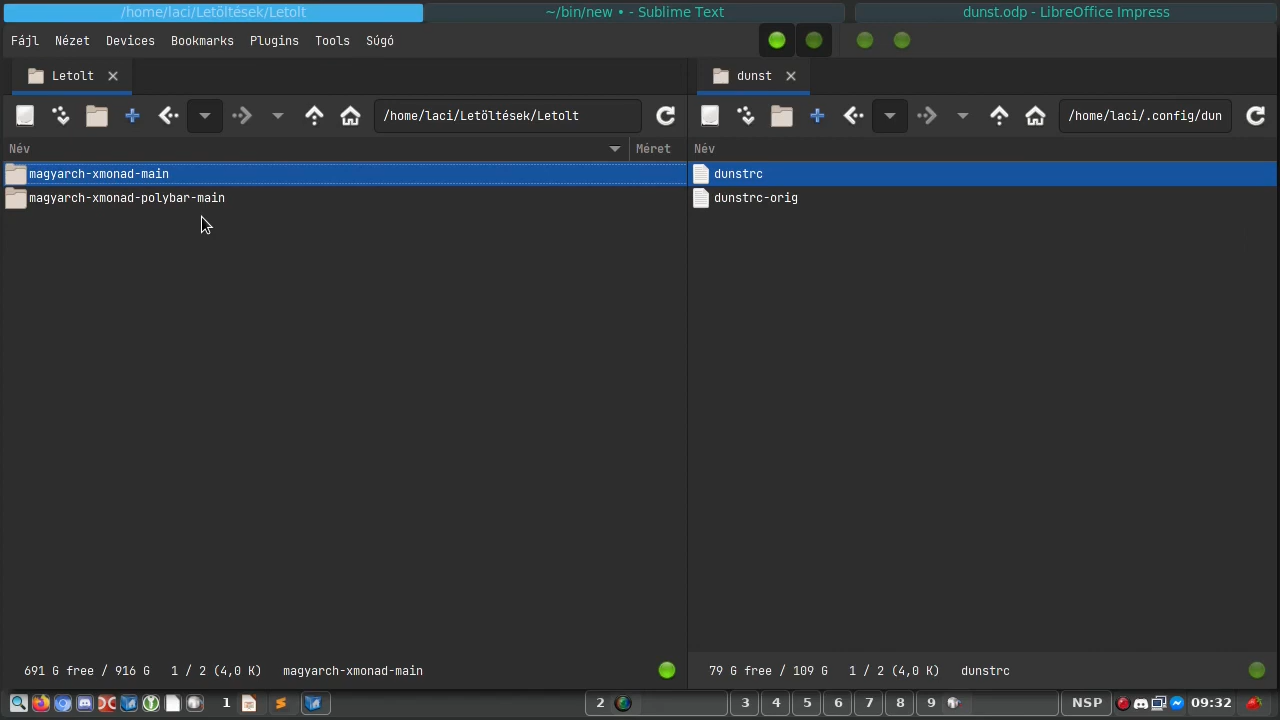 /home/laci/Letöltések/Letolt
~/bin/new • - Sublime Text
dunst.odp - LibreOffice Impress
Fájl Nézet Devices Bookmarks Plugins Tools Súgó
Letolt
dunst
/home/laci/Letöltések/Letolt
/home/laci/.config/dun
Név Méret
Név
magyarch-xmonad-main
dunstrc
magyarch-xmonad-polybar-main
dunstrc-orig
691 G free / 916 G 1 / 2 (4,0 K) magyarch-xmonad-main
79 G free / 109 G 1 / 2 (4,0 K) dunstrc
1 2 3 4 5 6 7 8 9 NSP 09:32